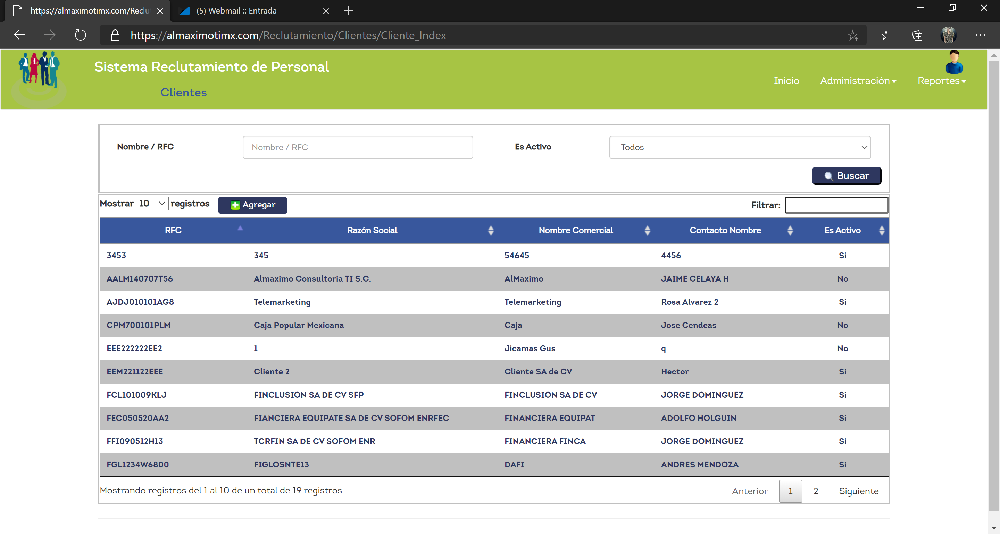 https://almaximotimx.com/Reclu
(5) Webmail :: Entrada
https://almaximotimx.com/Reclutamiento/Clientes/Cliente_Index
Sistema Reclutamiento de Personal
Clientes
Inicio Administración Reportes
Nombre / RFC Nombre / RFC Es Activo Todos
Buscar
Mostrar 10 registros Agregar Filtrar:
RFC Razón Social Nombre Comercial Contacto Nombre Es Activo
3453 345 54645 4456 Si
AALM140707T56 Almaximo Consultoria TI S.C. AlMaximo JAIME CELAYA H No
AJDJ010101AG8 Telemarketing Telemarketing Rosa Alvarez 2 Si
CPM700101PLM Caja Popular Mexicana Caja Jose Cendeas No
EEE222222EE2 1 Jicamas Gus q No
EEM221122EEE Cliente 2 Cliente SA de CV Hector Si
FCL101009KLJ FINCLUSION SA DE CV SFP FINCLUSION SA DE CV JORGE DOMINGUEZ Si
FEC050520AA2 FIANCIERA EQUIPATE SA DE CV SOFOM ENRFEC FINANCIERA EQUIPAT ADOLFO HOLGUIN Si
FFI090512H13 TCRFIN SA DE CV SOFOM ENR FINANCIERA FINCA JORGE DOMINGUEZ Si
FGL1234W6800 FIGLOSNTE13 DAFI ANDRES MENDOZA Si
Mostrando registros del 1 al 10 de un total de 19 registros Anterior 1 2 Siguiente